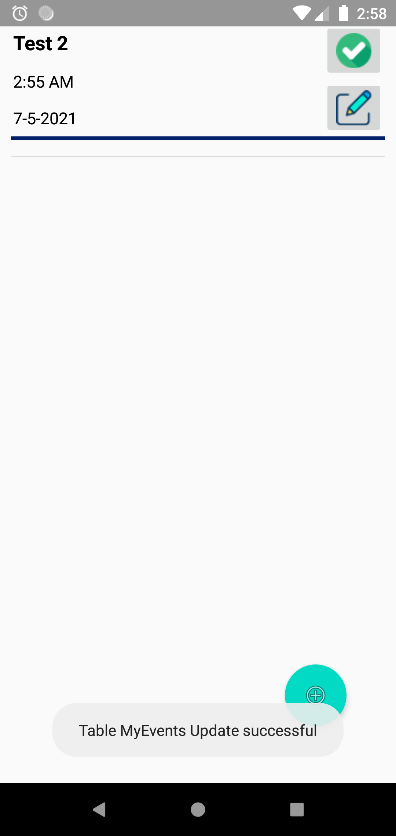 2:58
Test 2
2:55 AM
7-5-2021
Table MyEvents Update successful